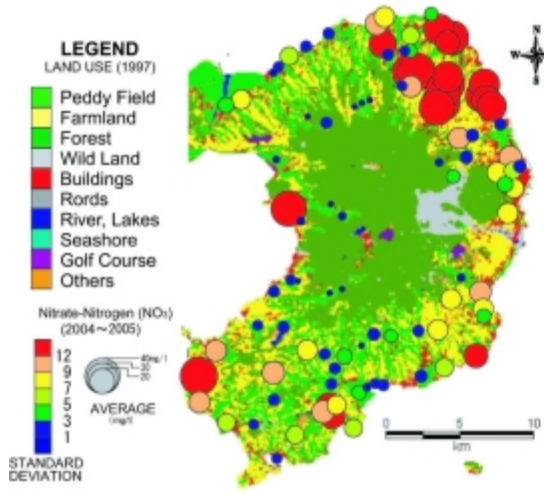 LEGEND
LAND USE (1997)
Peddy Field
Farmland
Forest
Wild Land
Buildings
Rords
River, Lakes
Seashore
Golf Course
Others
Nitrate-Nitrogen (NO₃)
(2004~2005)
12
9
7
5
3
1
40mg/l
30
20
AVERAGE
(mg/l)
STANDARD
DEVIATION
N
W
S
0 5 10
km